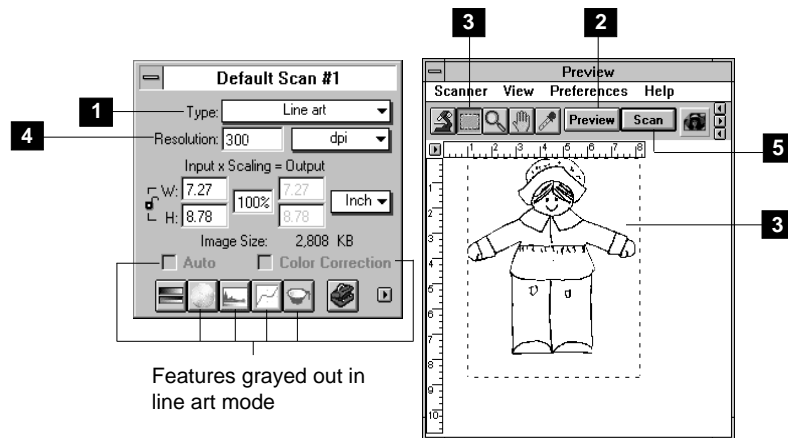 3
2
Default Scan #1
1
Type: Line art
4
Resolution: 300 dpi
Input x Scaling = Output
W: 7.27 100% 7.27 Inch
H: 8.78 8.78
Image Size: 2,808 KB
Auto Color Correction
Features grayed out in
line art mode
Preview
Scanner View Preferences Help
Preview Scan
5
1 2 3 4 5 6 7 8
3
1
2
3
4
5
6
7
8
9
10